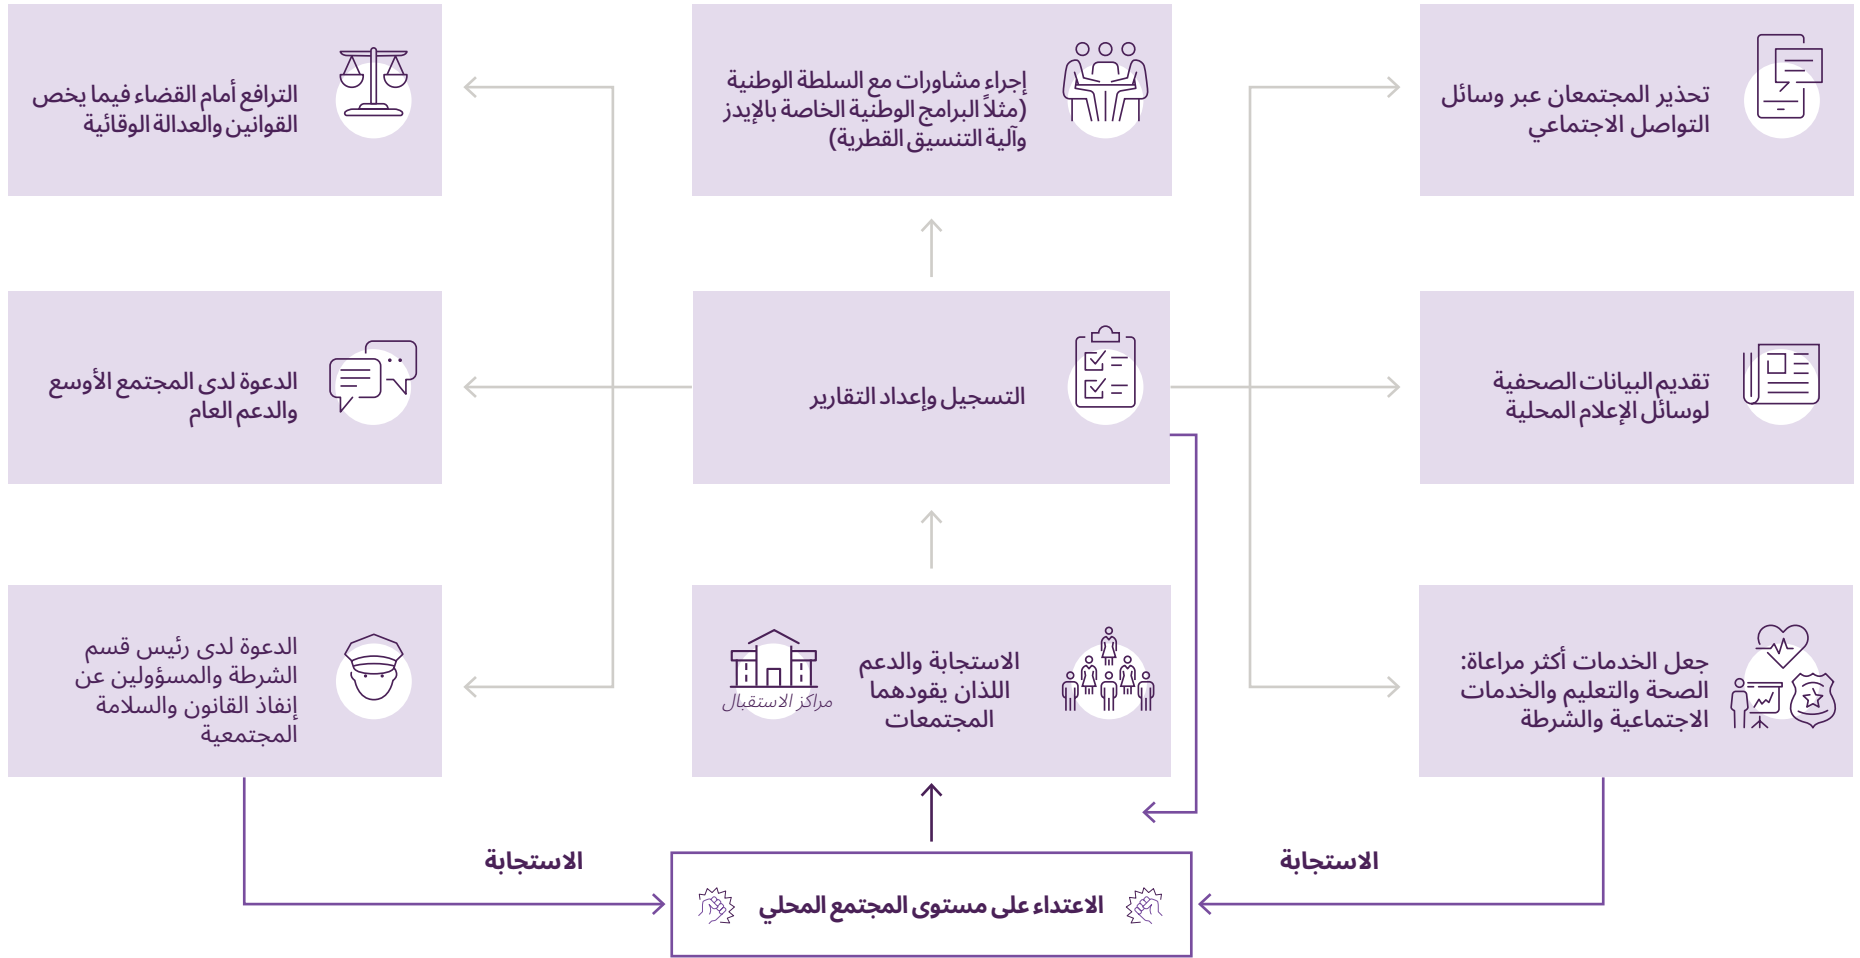 تحذير المجتمعان عبر وسائل
التواصل الاجتماعي
إجراء مشاورات مع السلطة الوطنية
(مثلاً البرامج الوطنية الخاصة بالإيدز
وآلية التنسيق القطرية)
الترافع أمام القضاء فيما يخص
القوانين والعدالة الوقائية
تقديم البيانات الصحفية
لوسائل الإعلام المحلية
التسجيل وإعداد التقارير
الدعوة لدى المجتمع الأوسع
والدعم العام
جعل الخدمات أكثر مراعاة:
الصحة والتعليم والخدمات
الاجتماعية والشرطة
الاستجابة والدعم
اللذان يقودهما
المجتمعات
مراكز الاستقبال
الدعوة لدى رئيس قسم
الشرطة والمسؤولين عن
إنفاذ القانون والسلامة
المجتمعية
الاستجابة
الاستجابة
الاعتداء على مستوى المجتمع المحلي